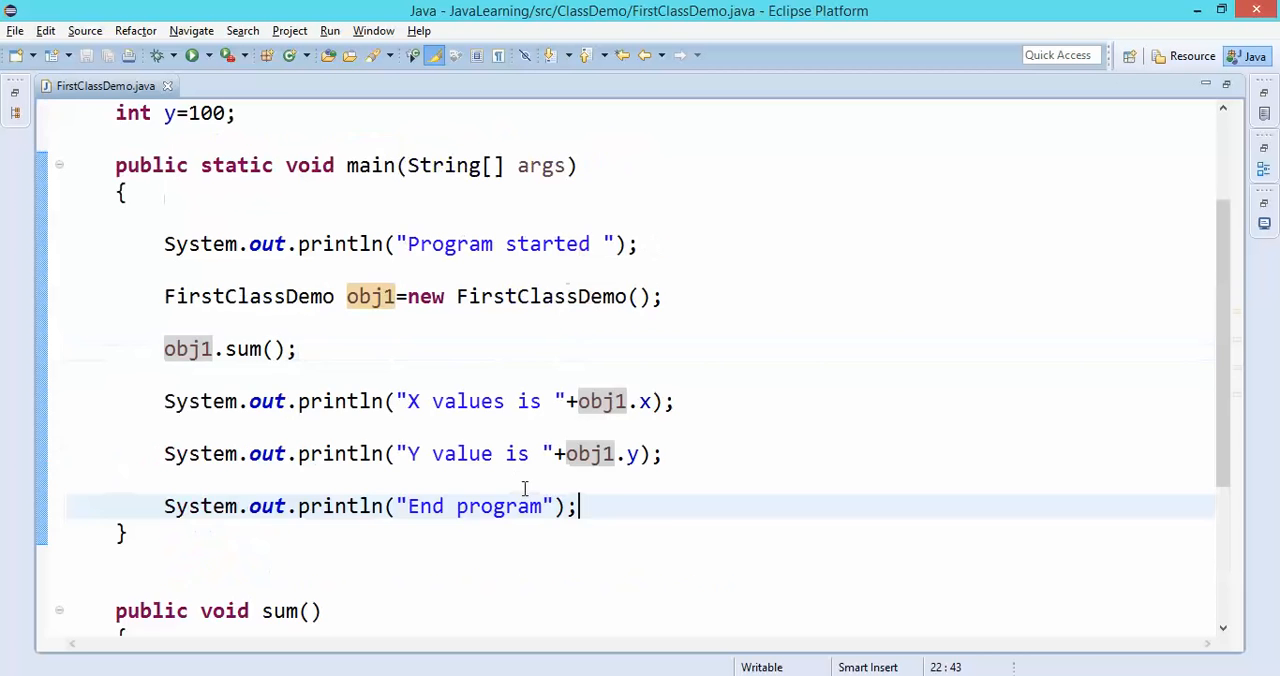 Java - JavaLearning/src/ClassDemo/FirstClassDemo.java - Eclipse Platform
File Edit Source Refactor Navigate Search Project Run Window Help
Quick Access Resource Java
FirstClassDemo.java
int y=100;
public static void main(String[] args)
{
System.out.println("Program started ");
FirstClassDemo obj1=new FirstClassDemo();
obj1.sum();
System.out.println("X values is "+obj1.x);
System.out.println("Y value is "+obj1.y);
System.out.println("End program");
}
public void sum()
{
Writable Smart Insert 22 : 43